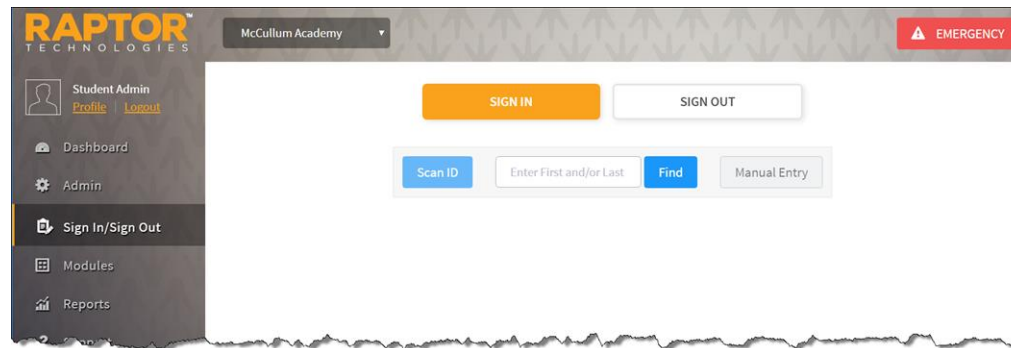 RAPTOR™
TECHNOLOGIES
McCullum Academy
EMERGENCY
Student Admin
Profile | Logout
SIGN IN
SIGN OUT
Dashboard
Scan ID
Enter First and/or Last
Find
Manual Entry
Admin
Sign In/Sign Out
Modules
Reports